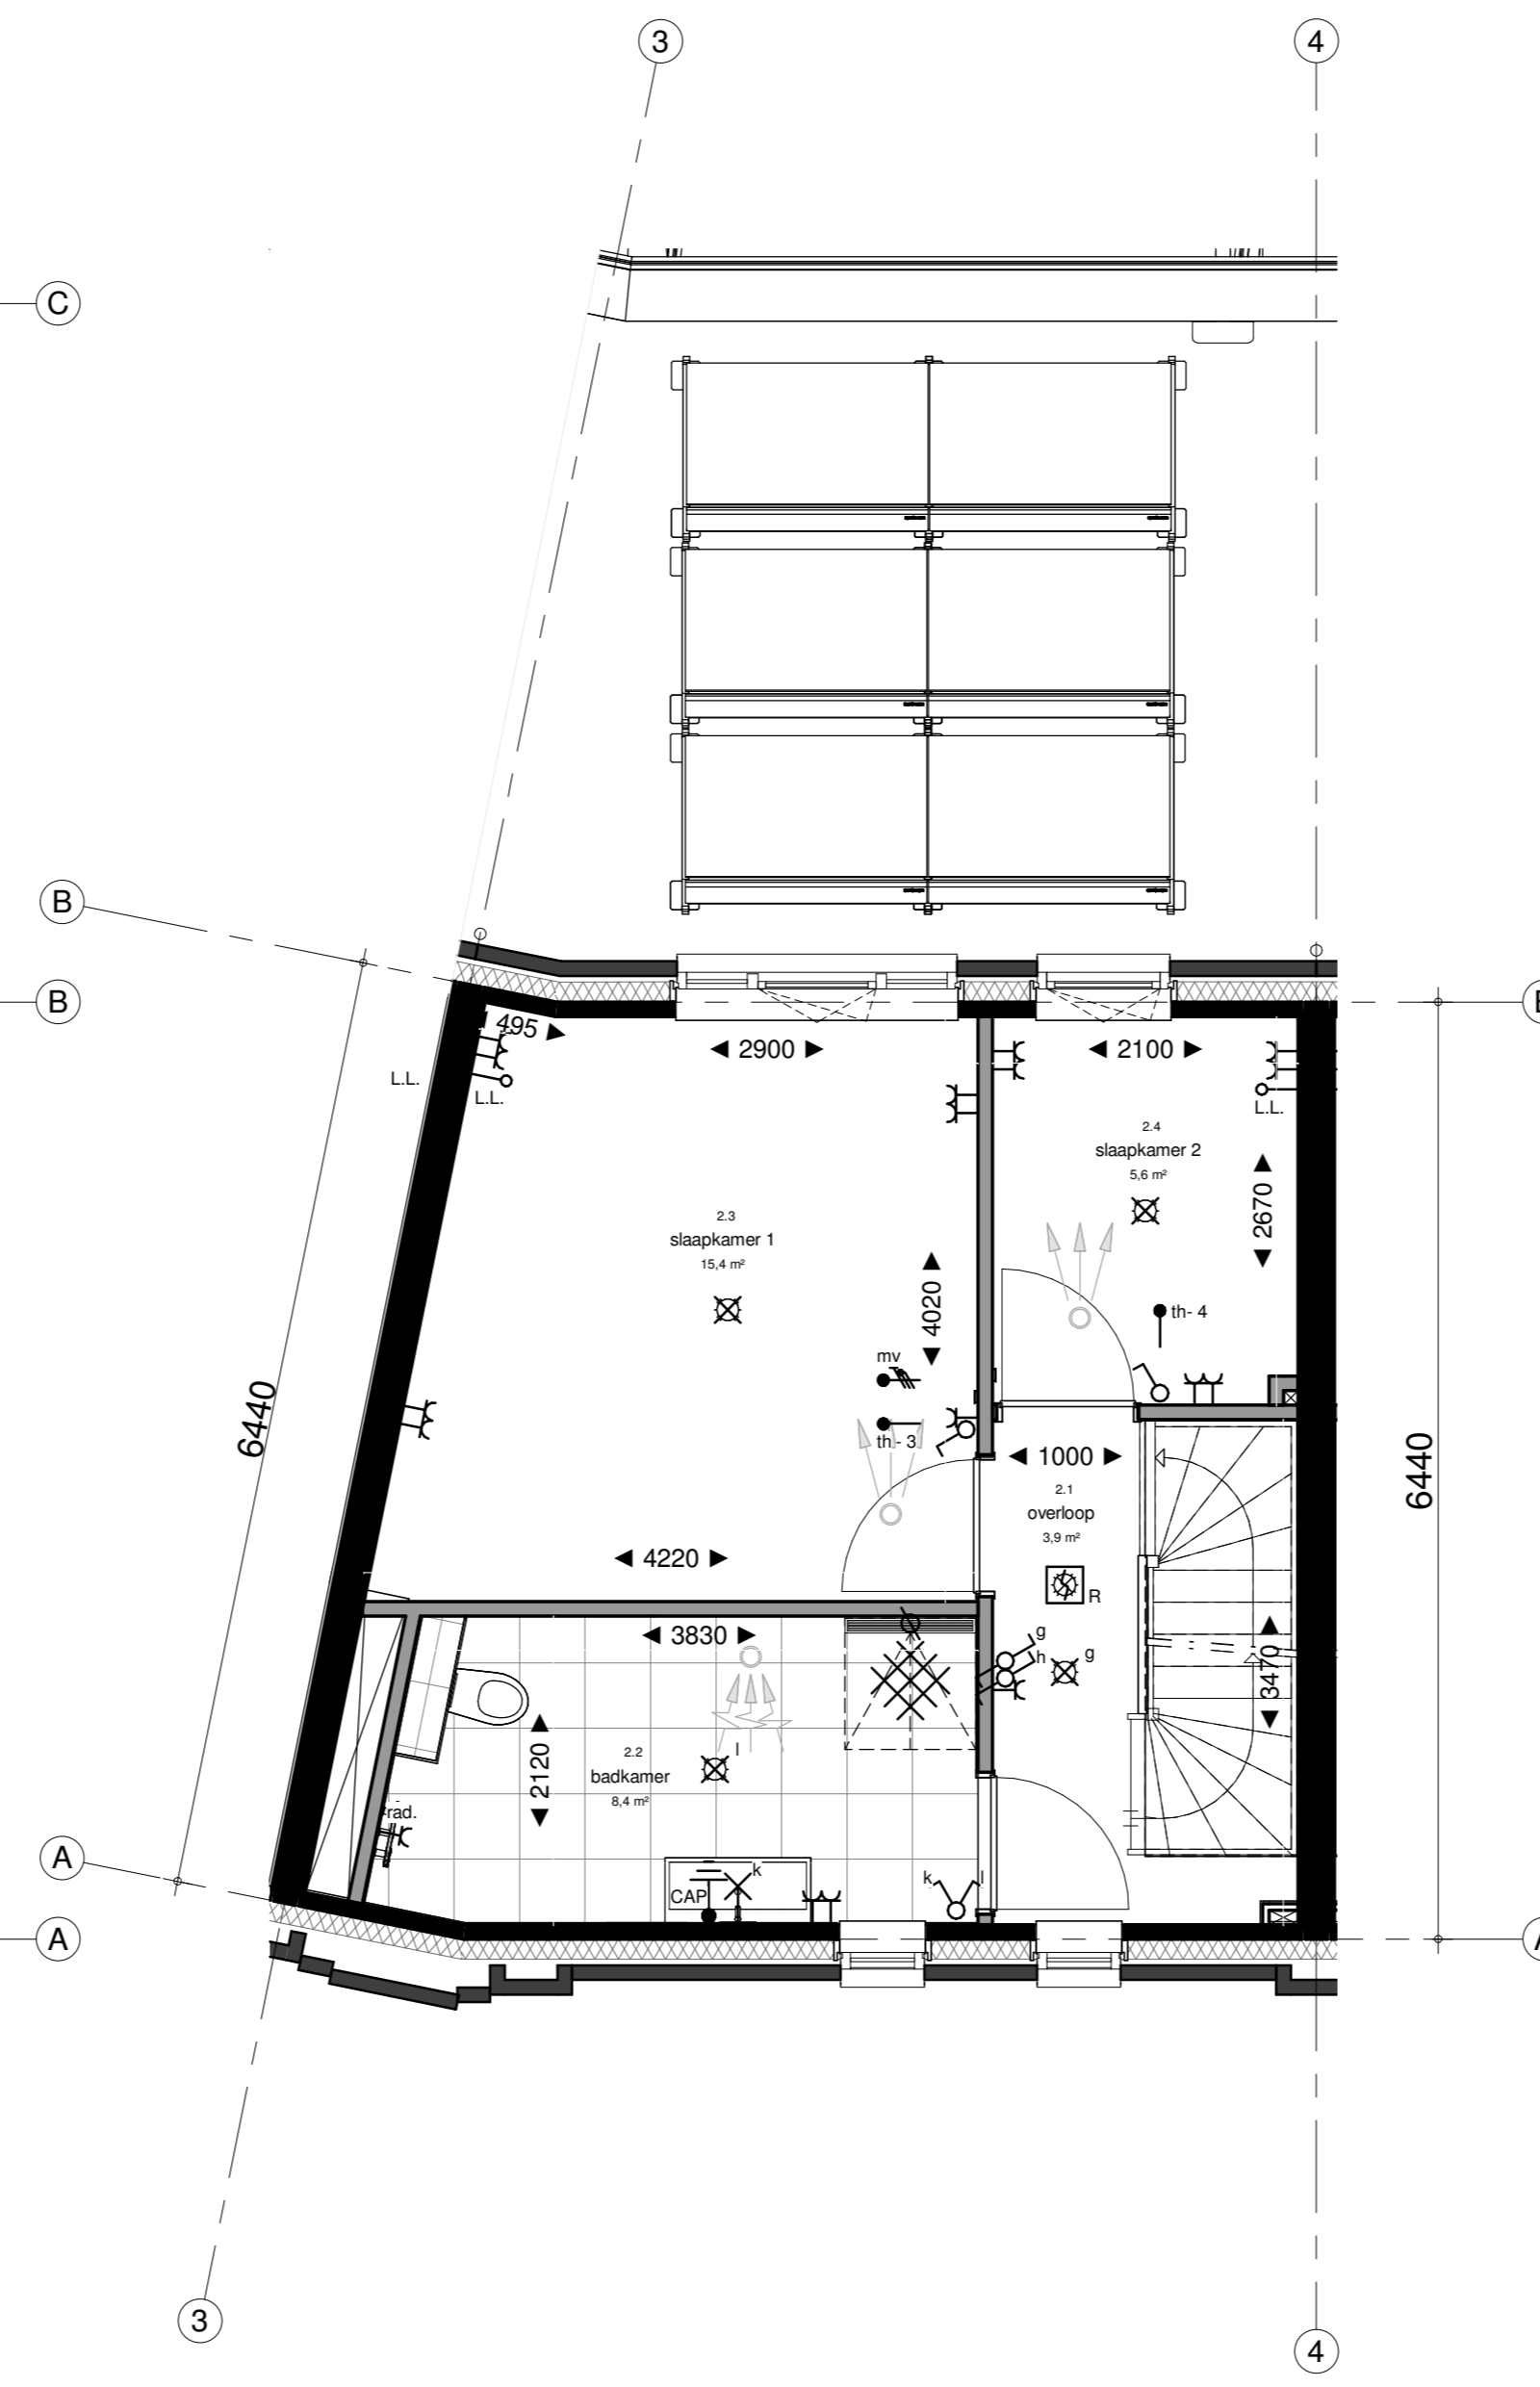 3
4
C
B
B
495
2900
2100
L.L.
L.L.
L.L.
2.4
slaapkamer 2
5,6 m²
2670
2.3
slaapkamer 1
15,4 m²
4020
th- 4
mv
th - 3
6440
6440
1000
2.1
overloop
3,9 m²
4220
R
3830
g
h
g
3470
2120
2.2
badkamer
8,4 m²
l
rad.
k
CAP
k
l
A
A
3
4